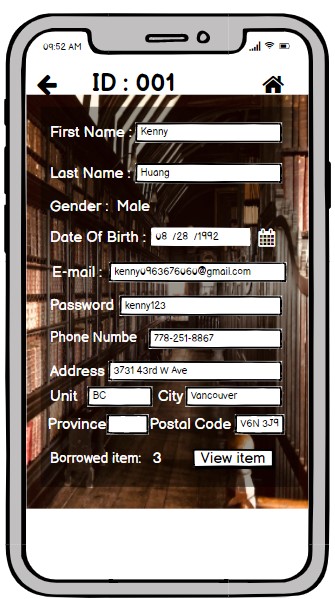 09:52 AM
ID : 001
First Name : Kenny
Last Name : Huang
Gender : Male
Date Of Birth : 08 /28 /1992
E-mail : kenny0963676060@gmail.com
Password kenny123
Phone Numbe 778-251-8867
Address 3731 43rd W Ave
Unit BC City Vancouver
Province Postal Code V6N 3J9
Borrowed item: 3 View item